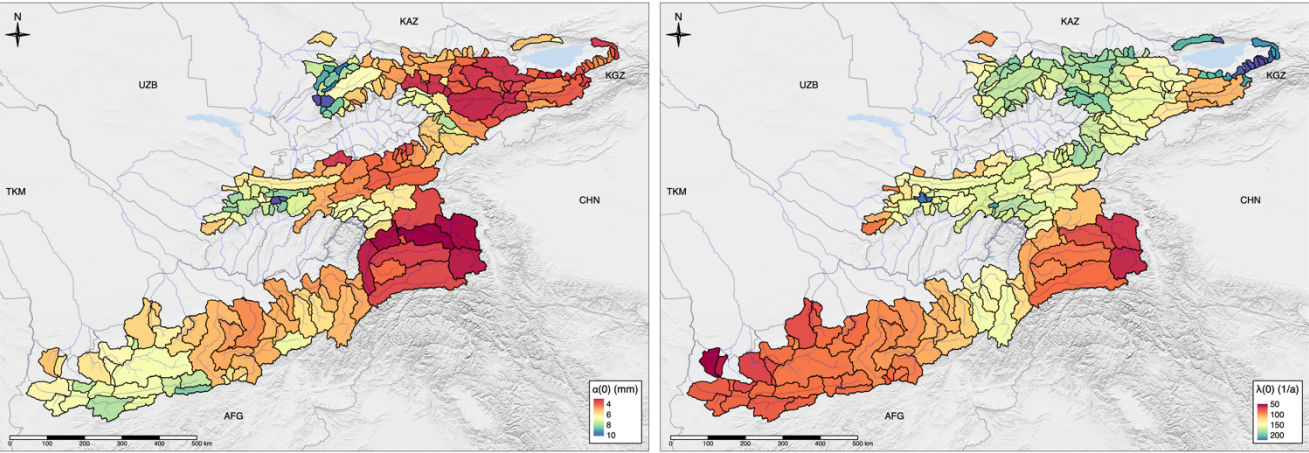 N
KAZ
UZB
KGZ
TKM
CHN
AFG
α(0) (mm)
4
6
8
10
0 100 200 300 400 500 km
N
KAZ
UZB
KGZ
TKM
CHN
AFG
λ(0) (1/a)
50
100
150
200
0 100 200 300 400 500 km